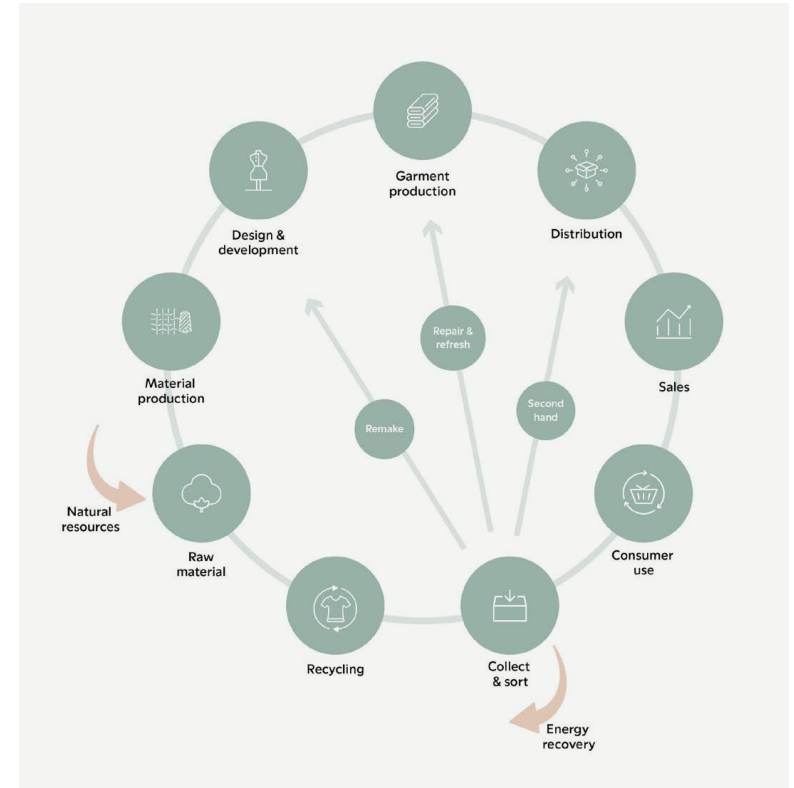 Garment
production
Design &
development
Distribution
Repair &
refresh
Material
production
Sales
Second
hand
Remake
Natural
resources
Raw
material
Consumer
use
Recycling
Collect
& sort
Energy
recovery